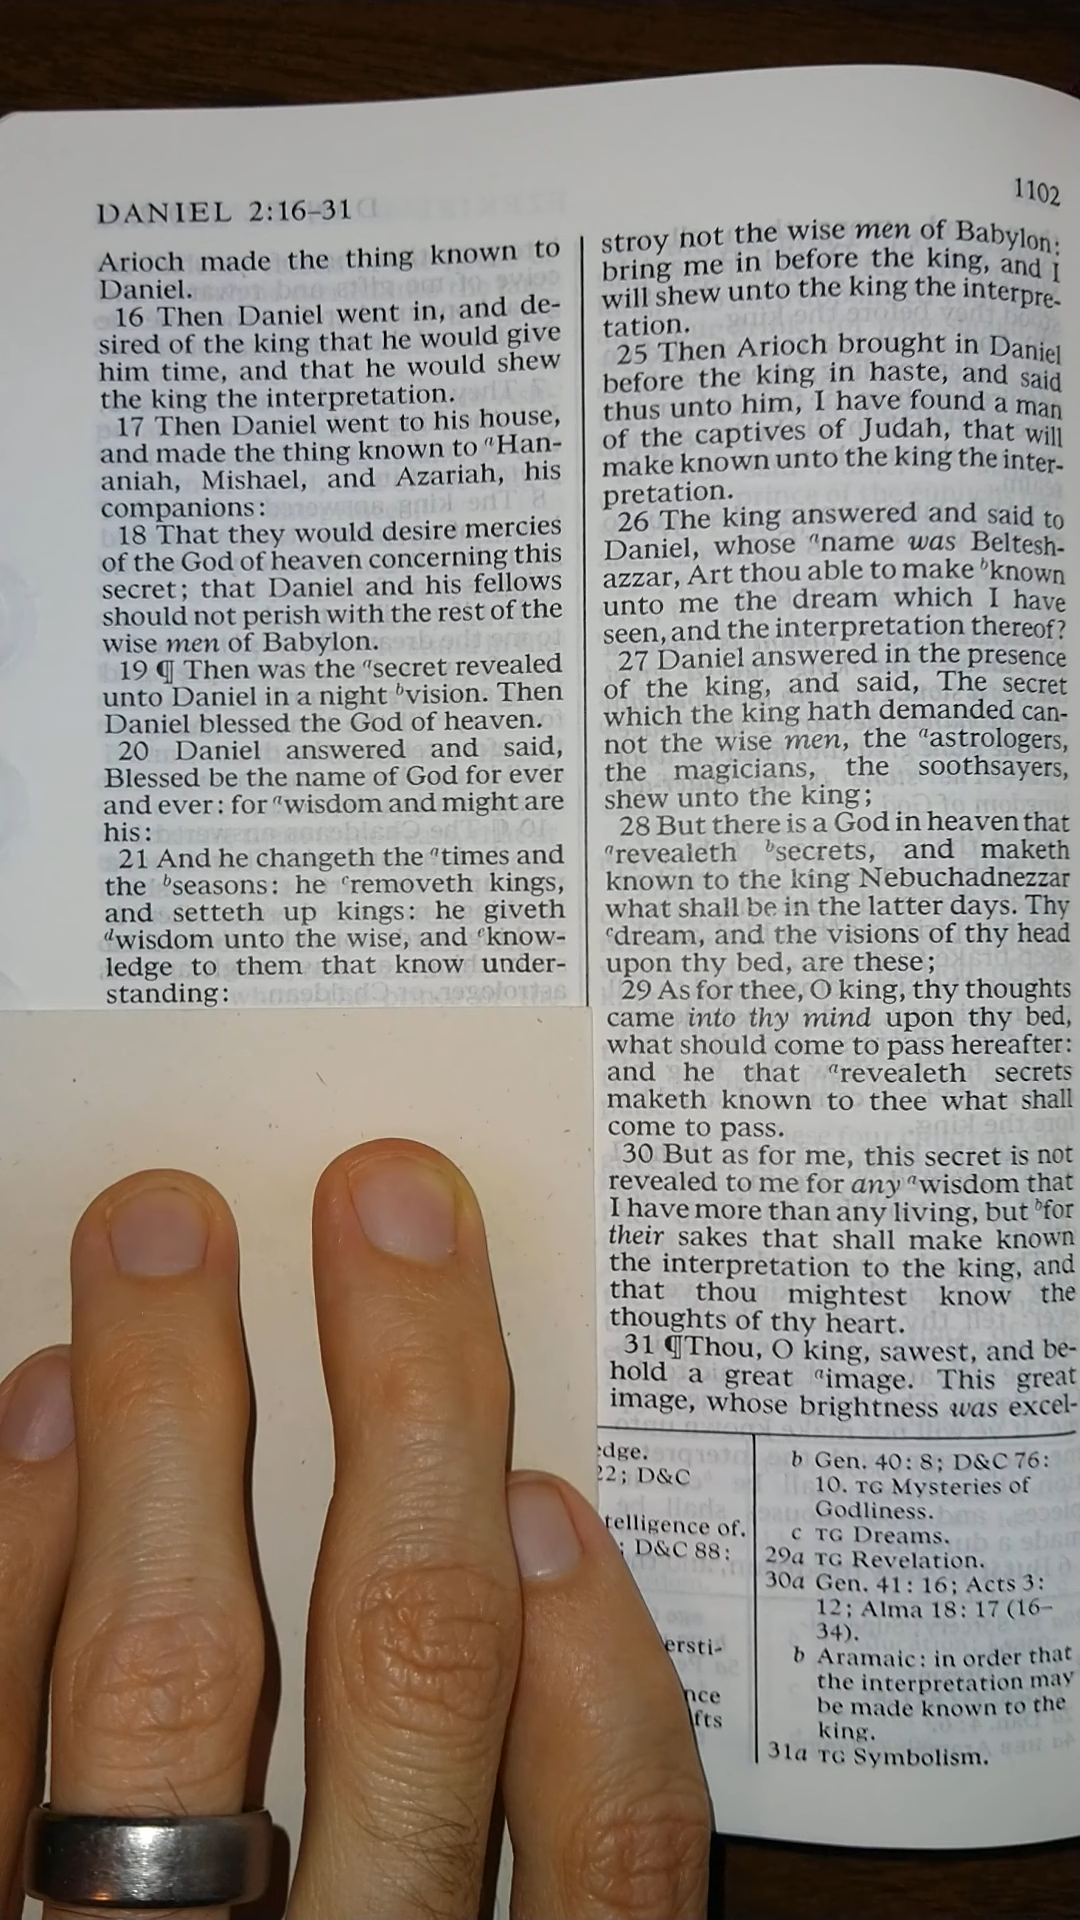 DANIEL 2:16–31
1102
Arioch made the thing known to
Daniel.
16 Then Daniel went in, and de-
sired of the king that he would give
him time, and that he would shew
the king the interpretation.
17 Then Daniel went to his house,
and made the thing known to aHan-
aniah, Mishael, and Azariah, his
companions:
18 That they would desire mercies
of the God of heaven concerning this
secret; that Daniel and his fellows
should not perish with the rest of the
wise men of Babylon.
19 ¶ Then was the asecret revealed
unto Daniel in a night bvision. Then
Daniel blessed the God of heaven.
20 Daniel answered and said,
Blessed be the name of God for ever
and ever: for awisdom and might are
his:
21 And he changeth the atimes and
the bseasons: he cremoveth kings,
and setteth up kings: he giveth
dwisdom unto the wise, and eknow-
ledge to them that know under-
standing:
stroy not the wise men of Babylon:
bring me in before the king, and I
will shew unto the king the interpre-
tation.
25 Then Arioch brought in Daniel
before the king in haste, and said
thus unto him, I have found a man
of the captives of Judah, that will
make known unto the king the inter-
pretation.
26 The king answered and said to
Daniel, whose aname was Beltesh-
azzar, Art thou able to make bknown
unto me the dream which I have
seen, and the interpretation thereof?
27 Daniel answered in the presence
of the king, and said, The secret
which the king hath demanded can-
not the wise men, the aastrologers,
the magicians, the soothsayers,
shew unto the king;
28 But there is a God in heaven that
arevealeth bsecrets, and maketh
known to the king Nebuchadnezzar
what shall be in the latter days. Thy
cdream, and the visions of thy head
upon thy bed, are these;
29 As for thee, O king, thy thoughts
came into thy mind upon thy bed,
what should come to pass hereafter:
and he that arevealeth secrets
maketh known to thee what shall
come to pass.
30 But as for me, this secret is not
revealed to me for any awisdom that
I have more than any living, but bfor
their sakes that shall make known
the interpretation to the king, and
that thou mightest know the
thoughts of thy heart.
31 ¶Thou, O king, sawest, and be-
hold a great aimage. This great
image, whose brightness was excel-
edge.
22; D&C
telligence of.
; D&C 88:
ersti-
nce
fts
b Gen. 40: 8; D&C 76:
10. TG Mysteries of
Godliness.
c TG Dreams.
29a TG Revelation.
30a Gen. 41: 16; Acts 3:
12; Alma 18: 17 (16–
34).
b Aramaic: in order that
the interpretation may
be made known to the
king.
31a TG Symbolism.